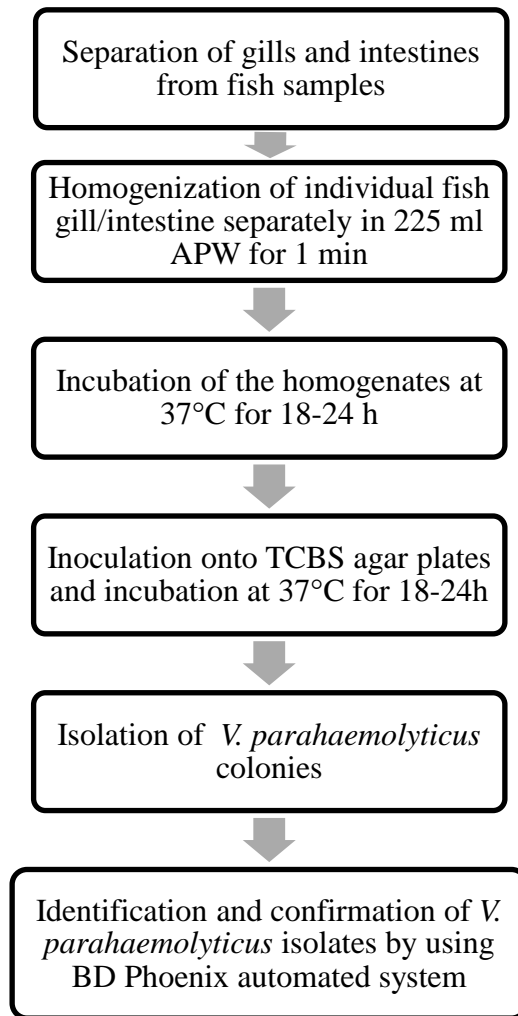 Separation of gills and intestines
from fish samples
Homogenization of individual fish
gill/intestine separately in 225 ml
APW for 1 min
Incubation of the homogenates at
37°C for 18-24 h
Inoculation onto TCBS agar plates
and incubation at 37°C for 18-24h
Isolation of V. parahaemolyticus
colonies
Identification and confirmation of V.
parahaemolyticus isolates by using
BD Phoenix automated system